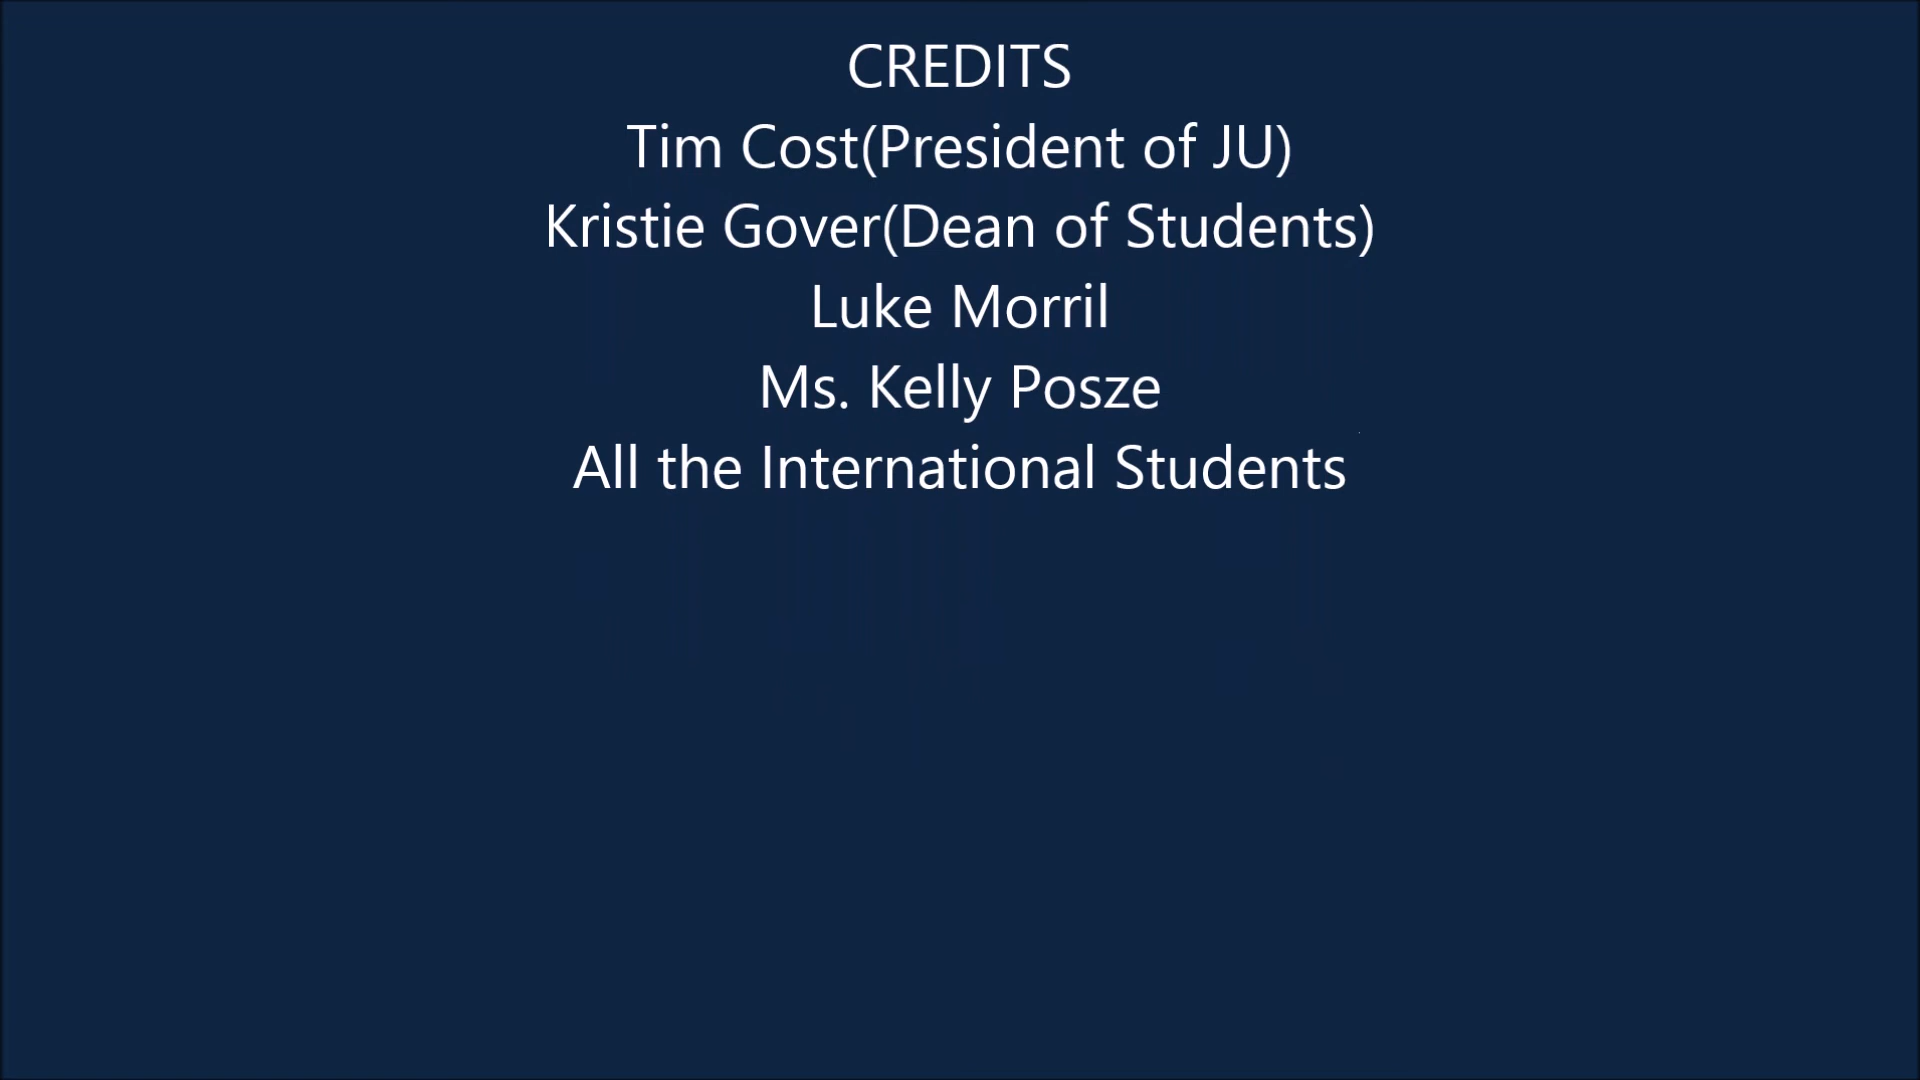 CREDITS
Tim Cost(President of JU)
Kristie Gover(Dean of Students)
Luke Morril
Ms. Kelly Posze
All the International Students